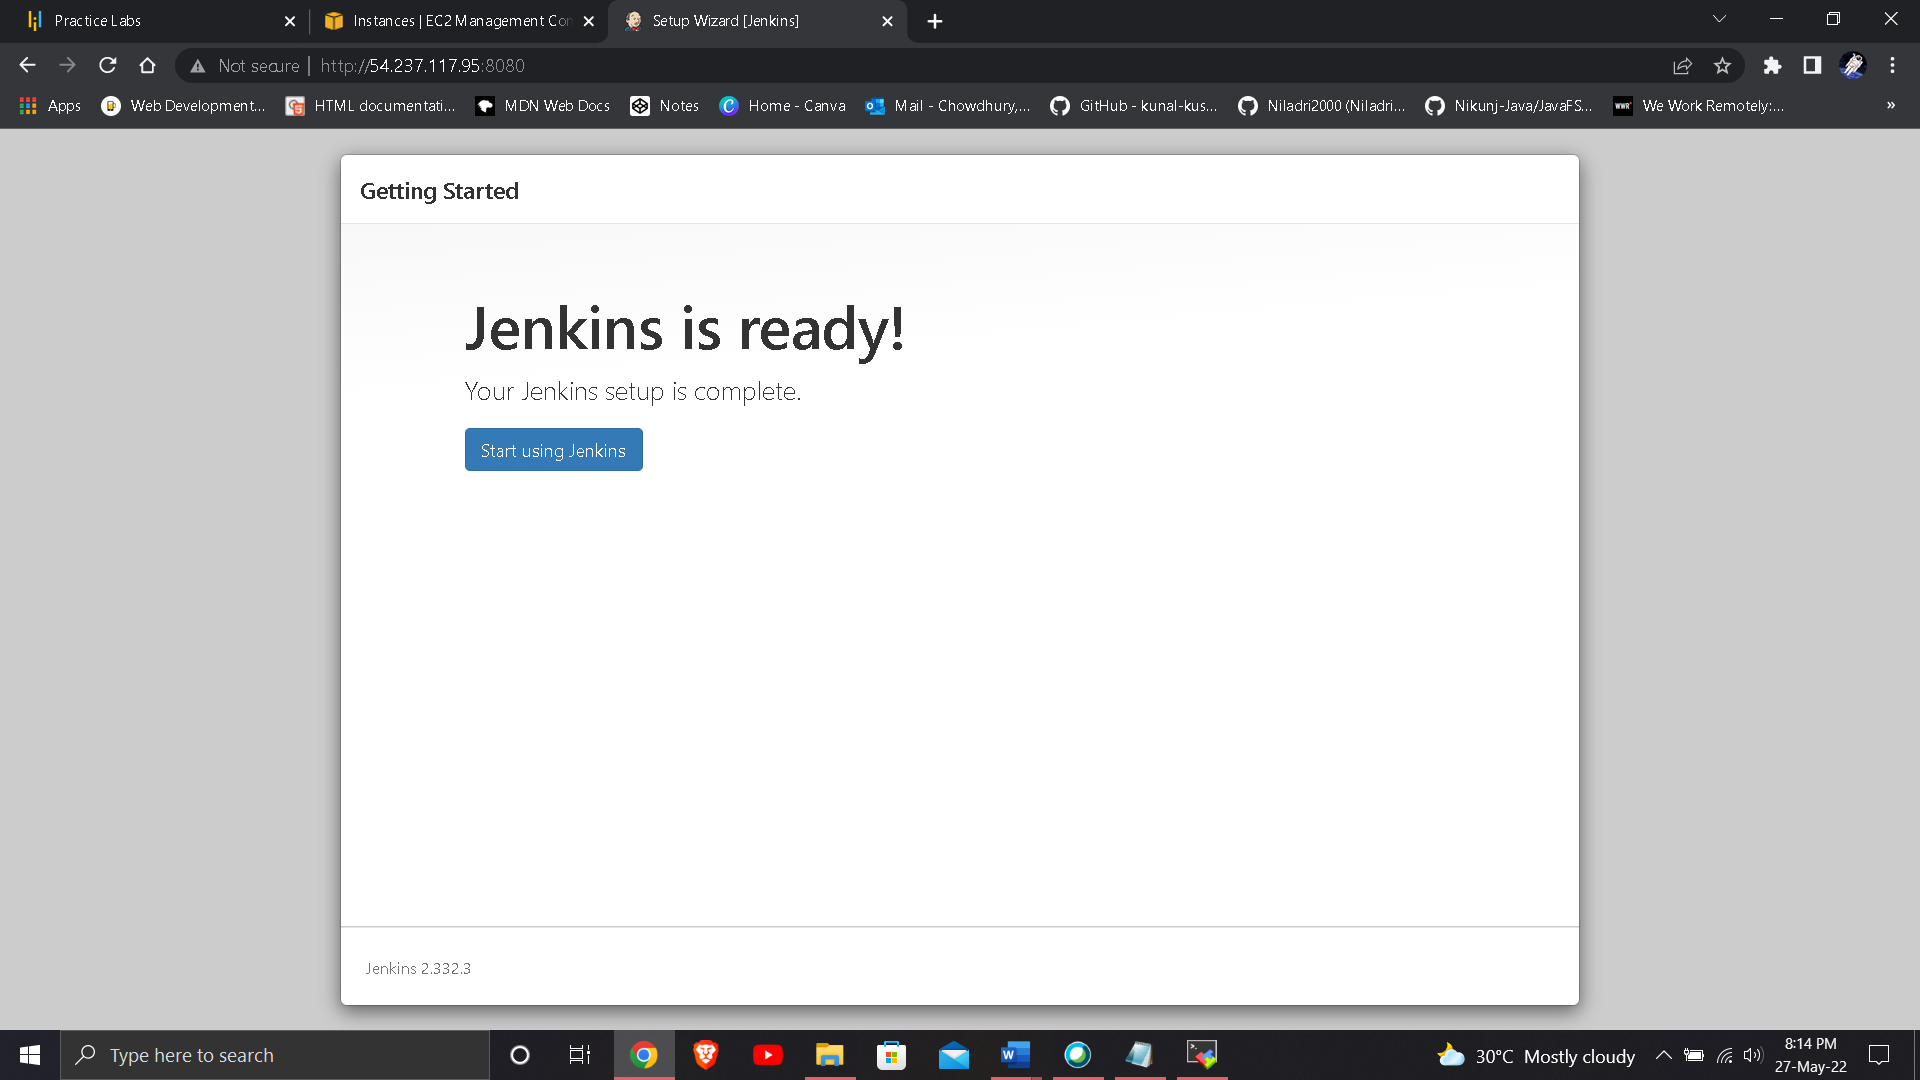 Practice Labs
Instances | EC2 Management Con
Setup Wizard [Jenkins]
Not secure | http://54.237.117.95:8080
Apps
Web Development...
HTML documentati...
MDN Web Docs
Notes
Home - Canva
Mail - Chowdhury,...
GitHub - kunal-kus...
Niladri2000 (Niladri...
Nikunj-Java/JavaFS...
WWR
We Work Remotely:...
»
Getting Started
Jenkins is ready!
Your Jenkins setup is complete.
Start using Jenkins
Jenkins 2.332.3
Type here to search
30°C Mostly cloudy
8:14 PM
27-May-22